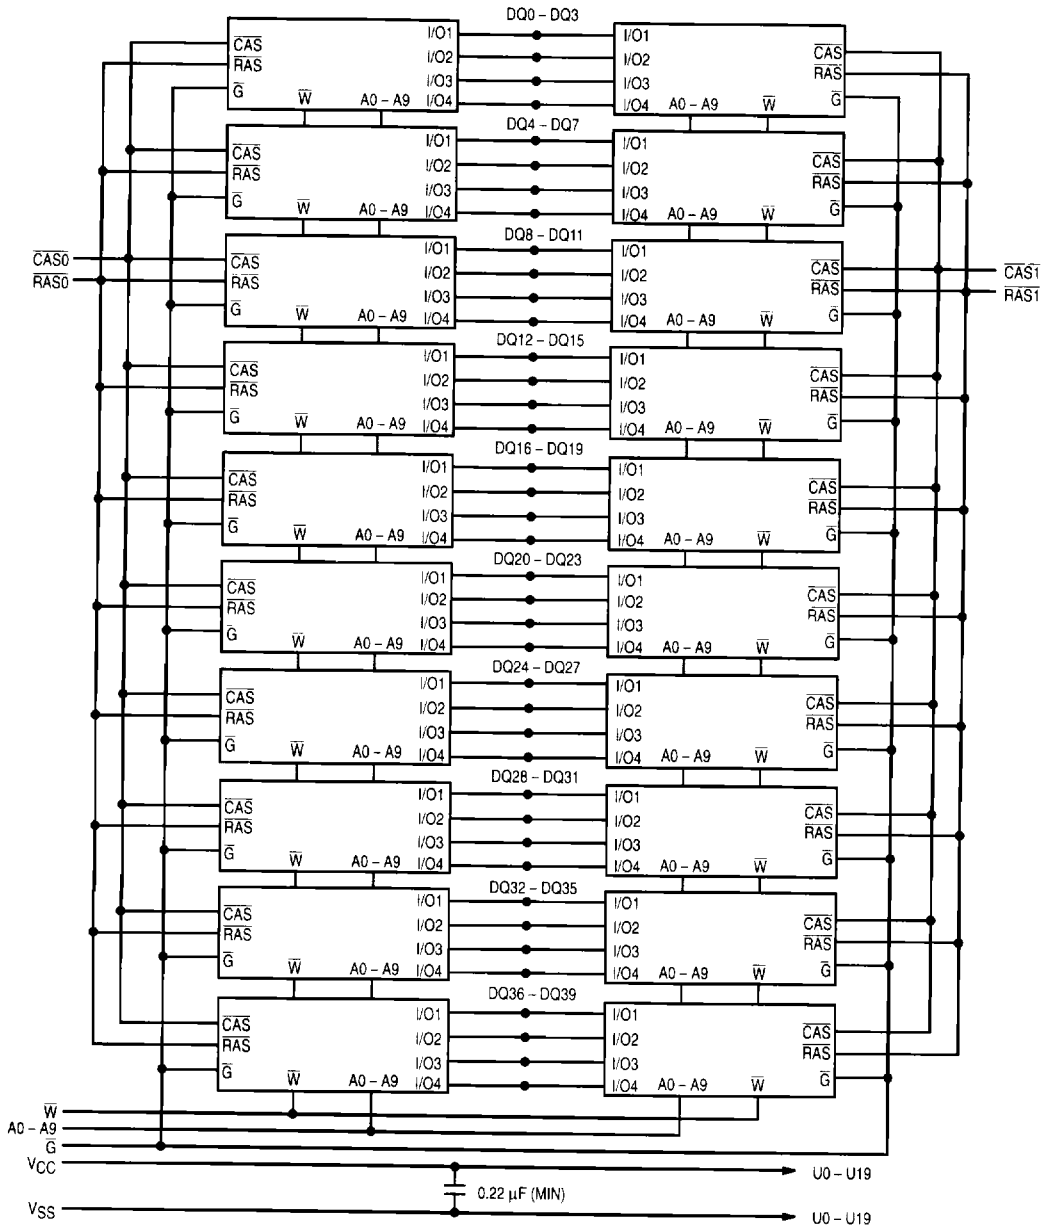 DQ0 – DQ3
I/O1 I/O1
CAS I/O2 I/O2 CAS
RAS I/O3 I/O3 RAS
G W A0 – A9 I/O4 I/O4 A0 – A9 W G
DQ4 – DQ7
I/O1 I/O1
CAS I/O2 I/O2 CAS
RAS I/O3 I/O3 RAS
G W A0 – A9 I/O4 I/O4 A0 – A9 W G
DQ8 – DQ11
I/O1 I/O1
CAS0 CAS I/O2 I/O2 CAS CAS1
RAS0 RAS I/O3 I/O3 RAS RAS1
G W A0 – A9 I/O4 I/O4 A0 – A9 W G
DQ12 – DQ15
I/O1 I/O1
CAS I/O2 I/O2 CAS
RAS I/O3 I/O3 RAS
G W A0 – A9 I/O4 I/O4 A0 – A9 W G
DQ16 – DQ19
I/O1 I/O1
CAS I/O2 I/O2 CAS
RAS I/O3 I/O3 RAS
G W A0 – A9 I/O4 I/O4 A0 – A9 W G
DQ20 – DQ23
I/O1 I/O1
CAS I/O2 I/O2 CAS
RAS I/O3 I/O3 RAS
G W A0 – A9 I/O4 I/O4 A0 – A9 W G
DQ24 – DQ27
I/O1 I/O1
CAS I/O2 I/O2 CAS
RAS I/O3 I/O3 RAS
G W A0 – A9 I/O4 I/O4 A0 – A9 W G
DQ28 – DQ31
I/O1 I/O1
CAS I/O2 I/O2 CAS
RAS I/O3 I/O3 RAS
G W A0 – A9 I/O4 I/O4 A0 – A9 W G
DQ32 – DQ35
I/O1 I/O1
CAS I/O2 I/O2 CAS
RAS I/O3 I/O3 RAS
G W A0 – A9 I/O4 I/O4 A0 – A9 W G
DQ36 – DQ39
I/O1 I/O1
CAS I/O2 I/O2 CAS
RAS I/O3 I/O3 RAS
G W A0 – A9 I/O4 I/O4 A0 – A9 W G
W
A0 – A9
G
VCC U0 – U19
0.22 µF (MIN)
VSS U0 – U19